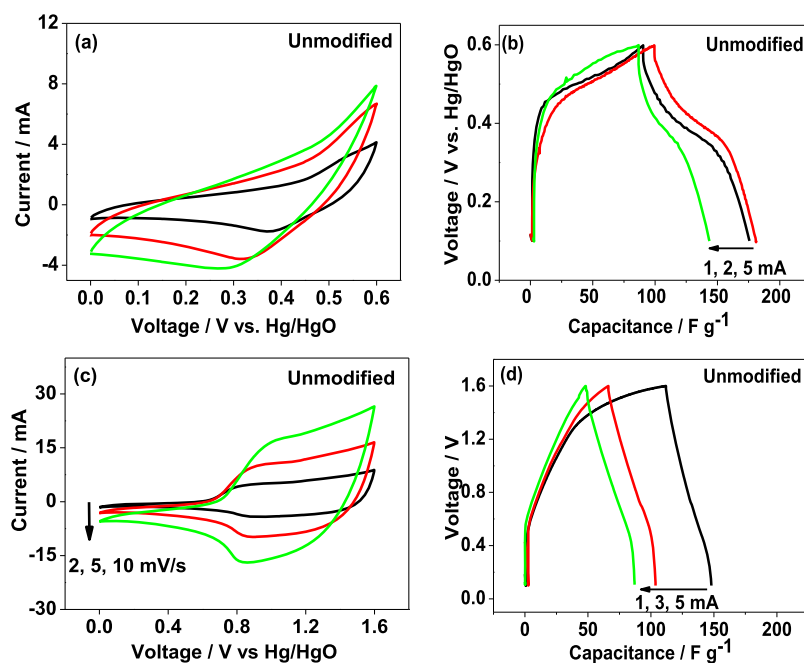 (a)
Unmodified
12
8
4
0
-4
Current / mA
0.0 0.1 0.2 0.3 0.4 0.5 0.6
Voltage / V vs. Hg/HgO
(b)
Unmodified
0.6
0.4
0.2
0.0
Voltage / V vs. Hg/HgO
1, 2, 5 mA
0 50 100 150 200
Capacitance / F g-1
(c)
Unmodified
30
15
0
-15
-30
Current / mA
2, 5, 10 mV/s
0.0 0.4 0.8 1.2 1.6
Voltage / V vs Hg/HgO
(d)
Unmodified
1.6
1.2
0.8
0.4
0.0
Voltage / V
1, 3, 5 mA
0 50 100 150 200
Capacitance / F g-1